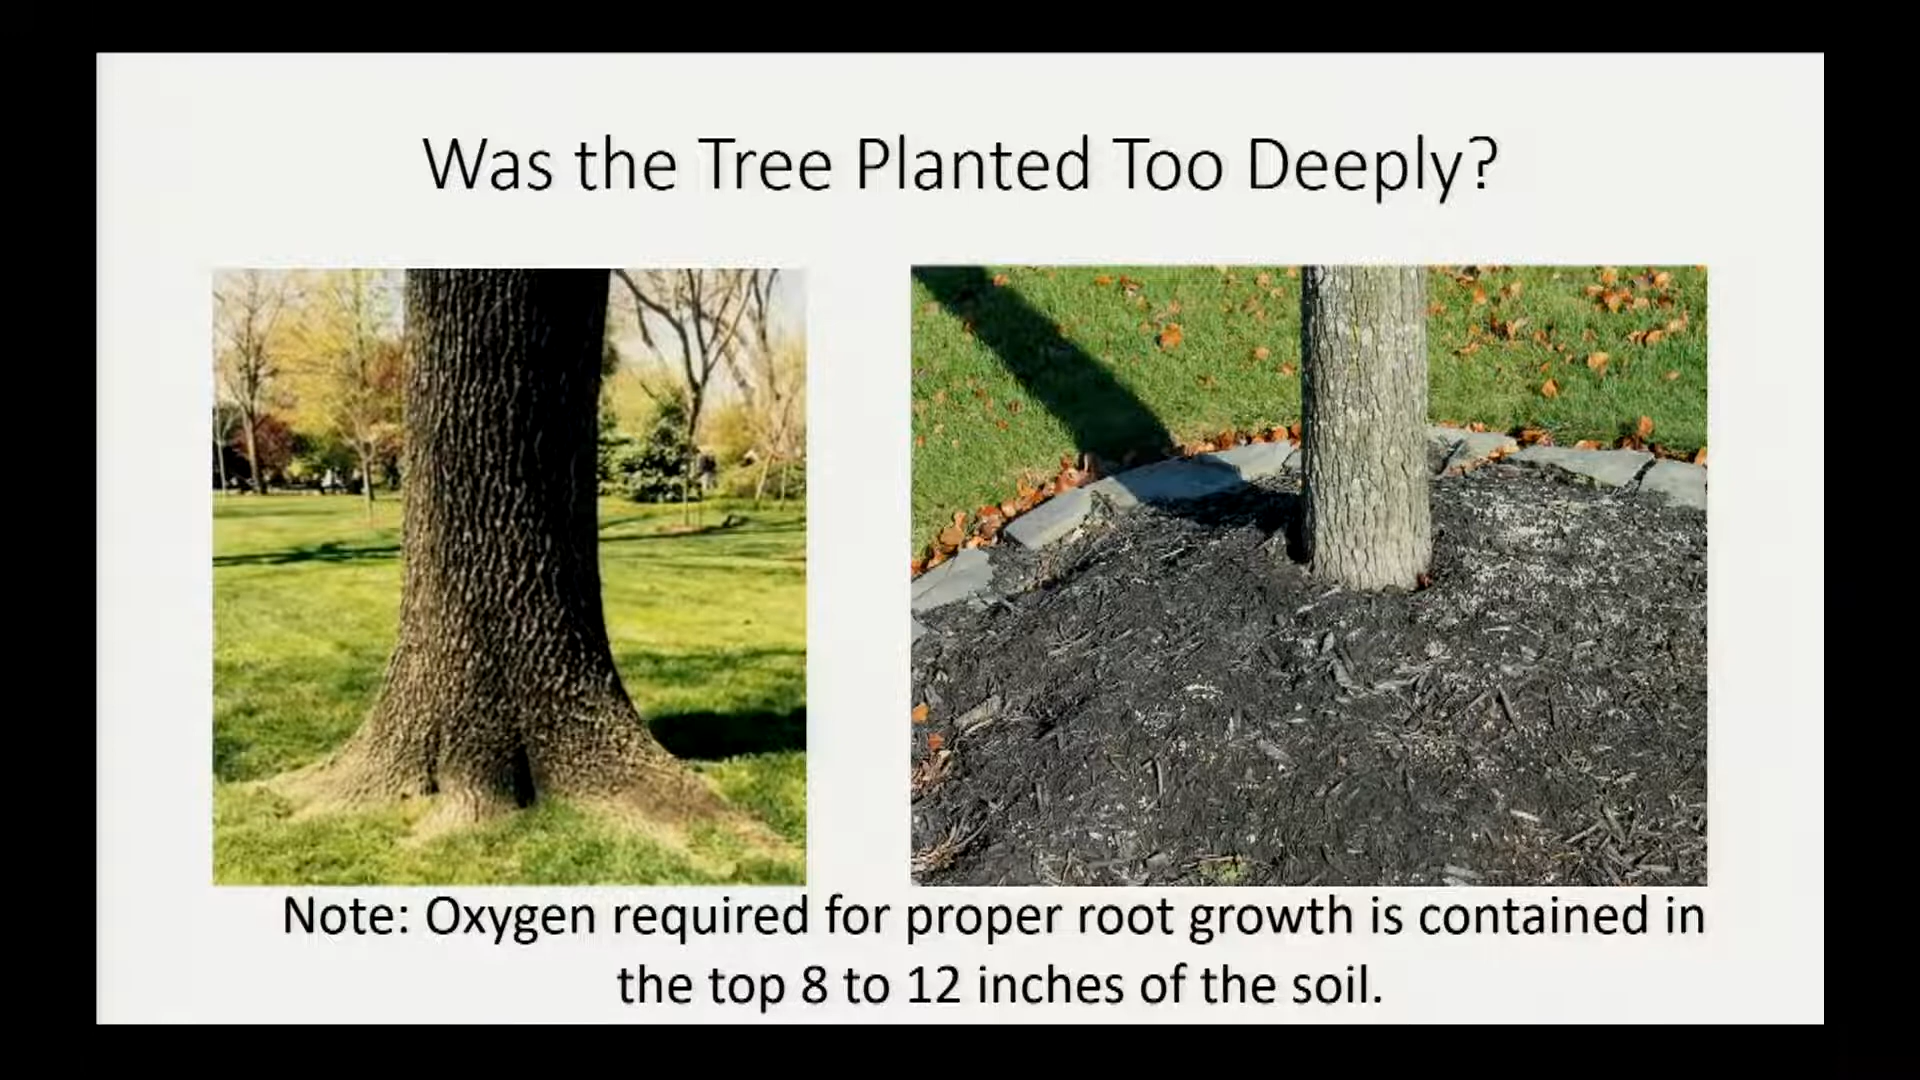 Was the Tree Planted Too Deeply?
Note: Oxygen required for proper root growth is contained in
the top 8 to 12 inches of the soil.